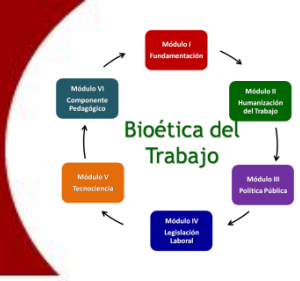 Módulo I
Fundamentación
Módulo II
Humanización
del Trabajo
Módulo III
Política Pública
Módulo IV
Legislación
Laboral
Módulo V
Tecnociencia
Módulo VI
Componente
Pedagógico
Bioética del
Trabajo